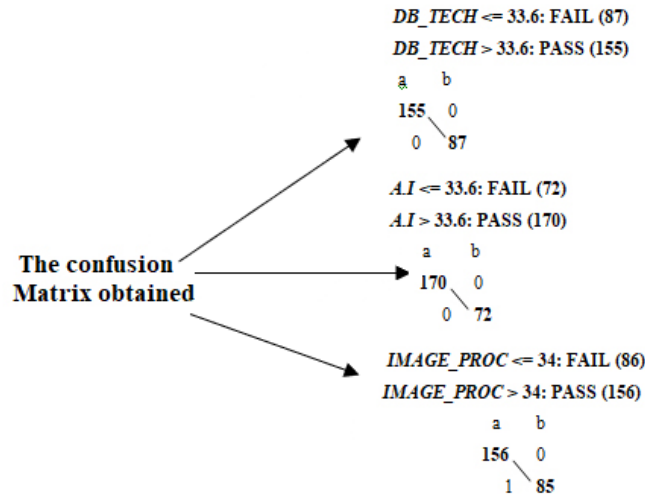 DB_TECH <= 33.6: FAIL (87)
DB_TECH > 33.6: PASS (155)
a b
155 0
0 87
A.I <= 33.6: FAIL (72)
A.I > 33.6: PASS (170)
a b
170 0
0 72
The confusion
Matrix obtained
IMAGE_PROC <= 34: FAIL (86)
IMAGE_PROC > 34: PASS (156)
a b
156 0
1 85